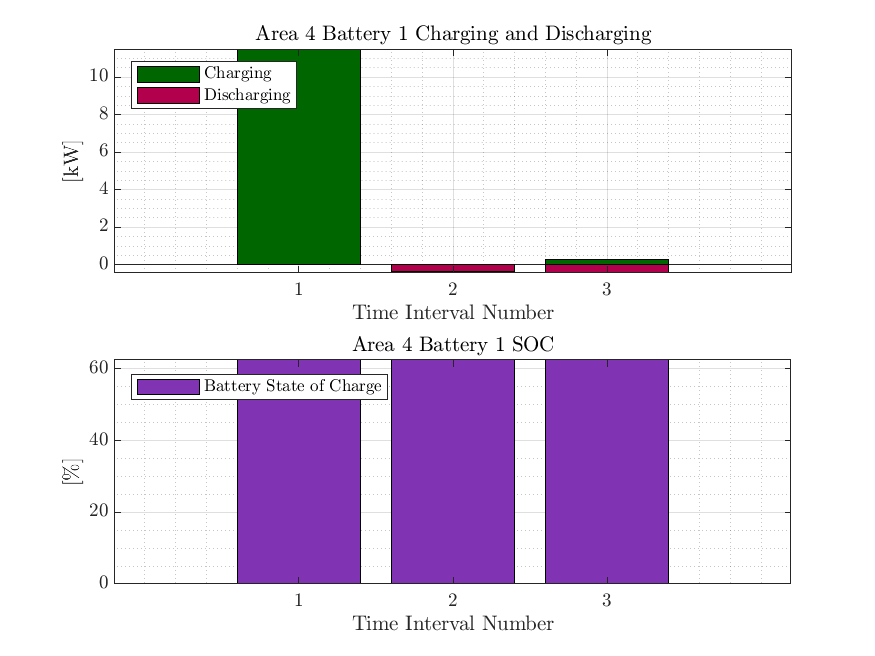 Area 4 Battery 1 Charging and Discharging
Charging
Discharging
[kW]
10
8
6
4
2
0
1 2 3
Time Interval Number
Area 4 Battery 1 SOC
Battery State of Charge
[%]
60
40
20
0
1 2 3
Time Interval Number